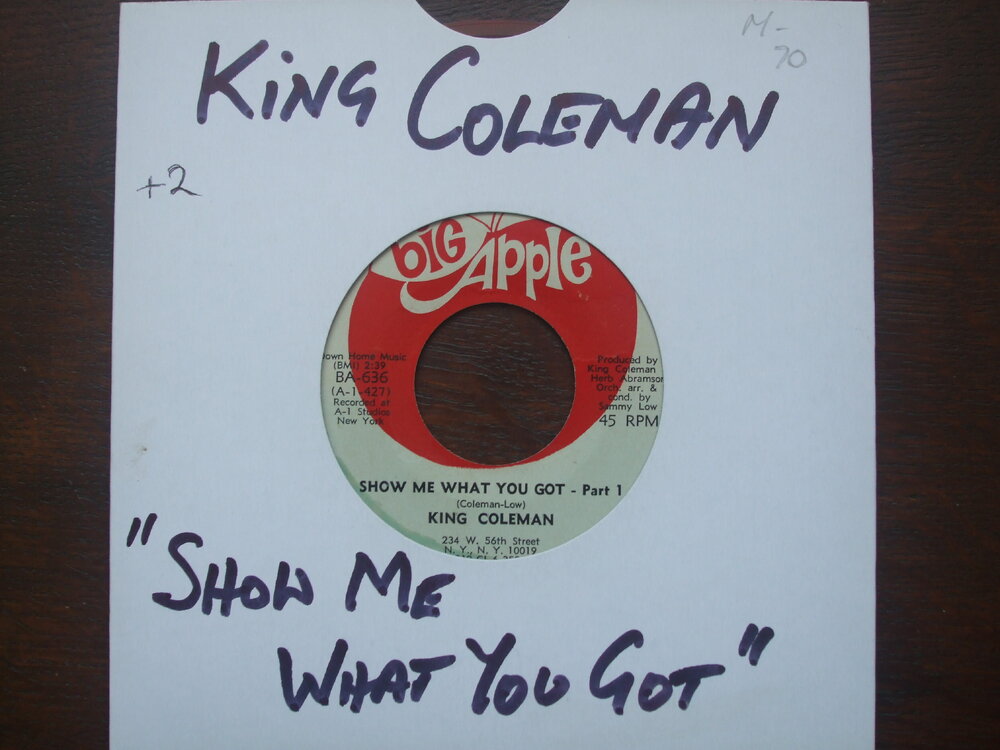 M-
70
KING COLEMAN
+2
BIG Apple
Down Home Music
(BMI) 2:39
BA-636
(A-1-427)
Recorded at
A-1 Studios
New York
Produced by
King Coleman
Herb Abramson
Orch. arr. &
cond. by
Sammy Low
45 RPM
SHOW ME WHAT YOU GOT - Part 1
(Coleman-Low)
KING COLEMAN
234 W. 56th Street
N. Y., N. Y. 10019
"SHOW ME
WHAT YOU GOT"